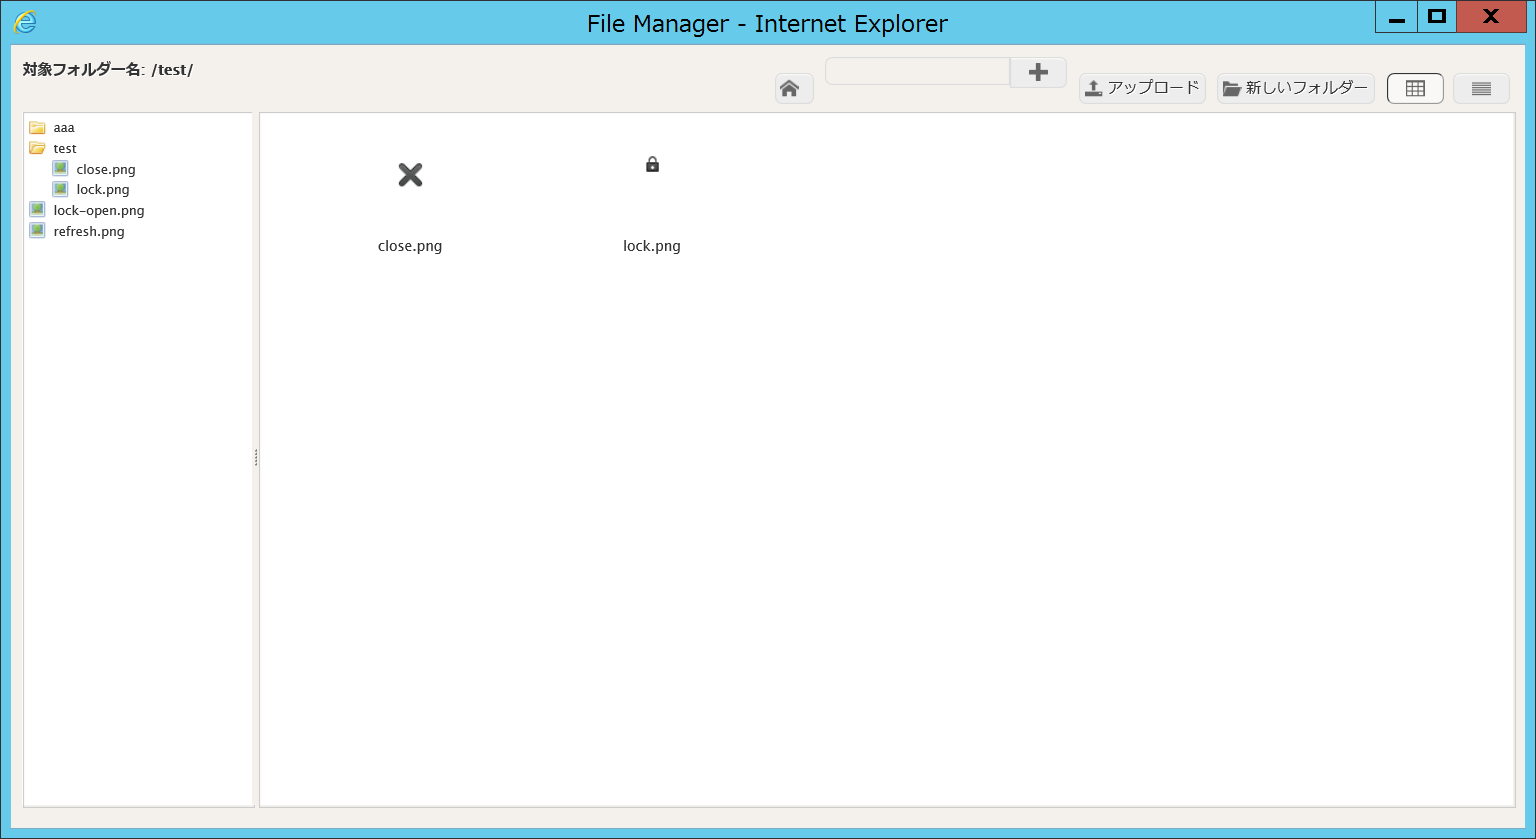 File Manager - Internet Explorer
対象フォルダー名: /test/
アップロード
新しいフォルダー
aaa
test
close.png
lock.png
lock-open.png
refresh.png
close.png
lock.png